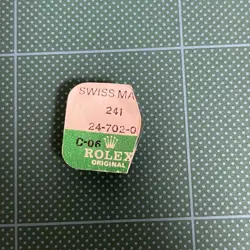 SWISS MA
241
24-702-0
C-06
ROLEX
ORIGINAL